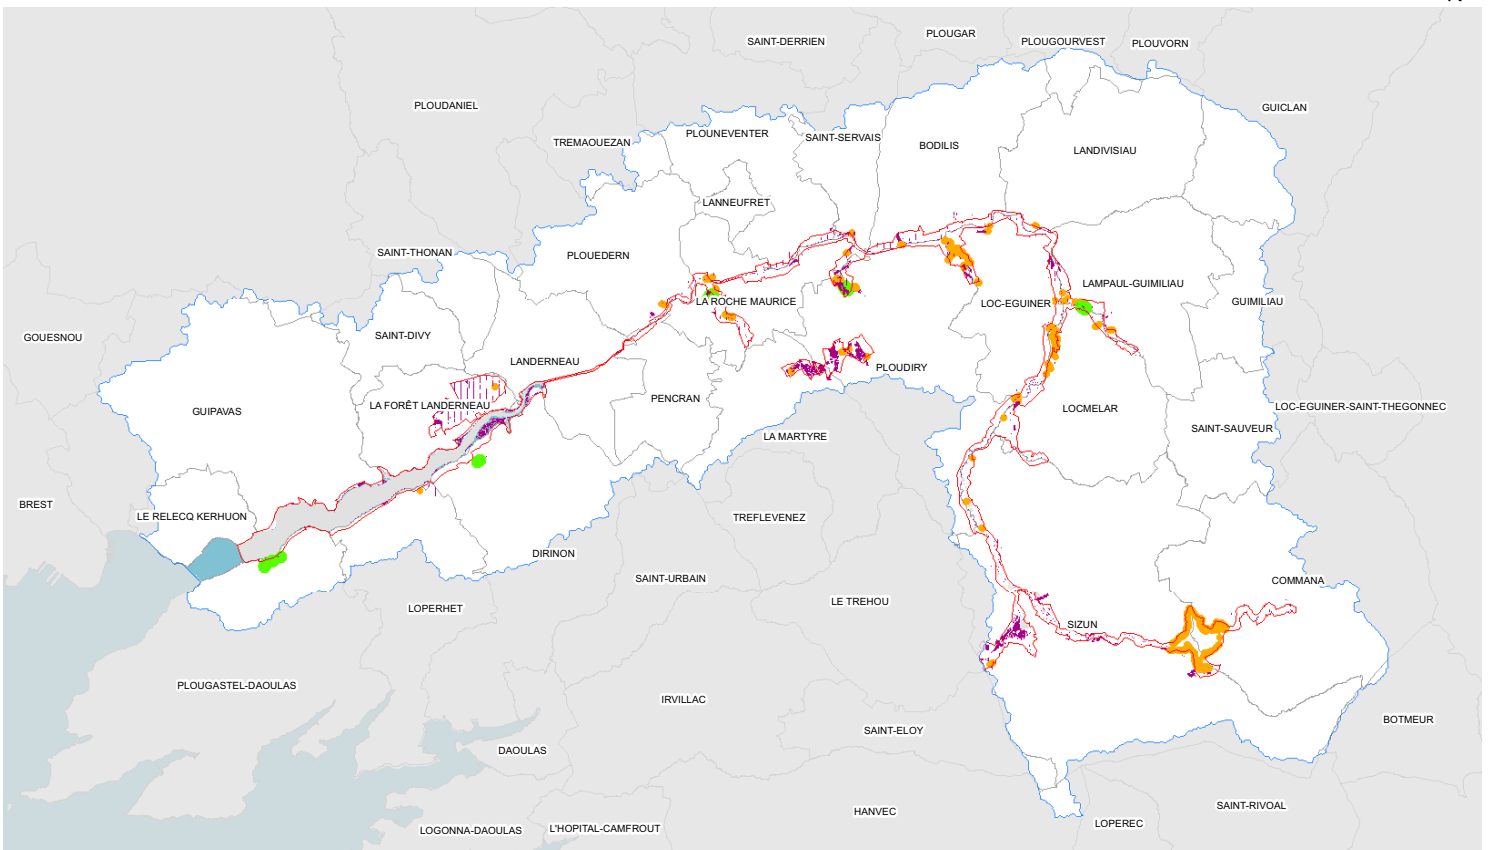 PLOUGAR
SAINT-DERRIEN
PLOUGOURVEST
PLOUVORN
PLOUDANIEL
GUICLAN
PLOUNEVENTER
SAINT-SERVAIS
TREMAOUEZAN
BODILIS
LANDIVISIAU
LANNEUFRET
SAINT-THONAN
PLOUEDERN
LAMPAUL-GUIMILIAU
LA ROCHE MAURICE
LOC-EGUINER
GUIMILIAU
GOUESNOU
SAINT-DIVY
LANDERNEAU
PLOUDIRY
PENCRAN
LA FORÊT LANDERNEAU
GUIPAVAS
LOCMELAR
LOC-EGUINER-SAINT-THEGONNEC
SAINT-SAUVEUR
LA MARTYRE
BREST
LE RELECQ KERHUON
TREFLEVENEZ
DIRINON
SAINT-URBAIN
COMMANA
LE TREHOU
LOPERHET
SIZUN
PLOUGASTEL-DAOULAS
IRVILLAC
BOTMEUR
SAINT-ELOY
DAOULAS
SAINT-RIVOAL
HANVEC
LOPEREC
LOGONNA-DAOULAS
L'HOPITAL-CAMFROUT